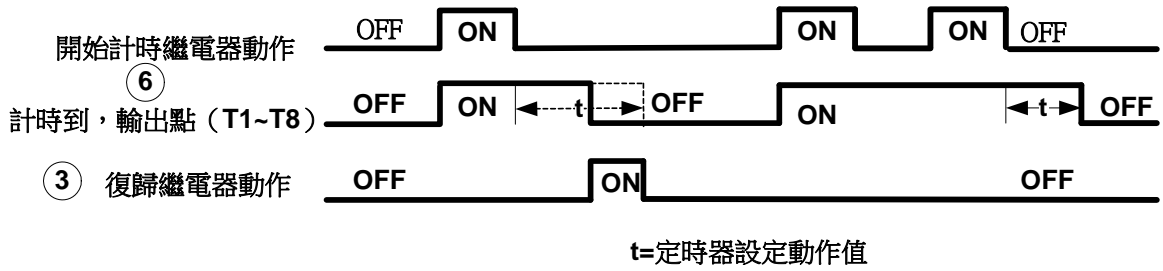 開始計時繼電器動作 OFF ON ON ON OFF
6
計時到，輸出點（T1~T8） OFF ON t OFF ON t OFF
3 復歸繼電器動作 OFF ON OFF
t=定時器設定動作值